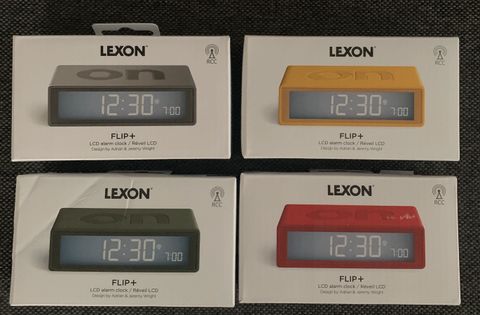 LEXON
RCC
on
12:30
7:00
FLIP+
LCD alarm clock / Réveil LCD
Design by Adrian & Jeremy Wright
LEXON
RCC
on
12:30
7:00
FLIP+
LCD alarm clock / Réveil LCD
Design by Adrian & Jeremy Wright
LEXON
RCC
on
12:30
7:00
FLIP+
LCD alarm clock / Réveil LCD
Design by Adrian & Jeremy Wright
LEXON
RCC
on
12:30
7:00
FLIP+
LCD alarm clock / Réveil LCD
Design by Adrian & Jeremy Wright